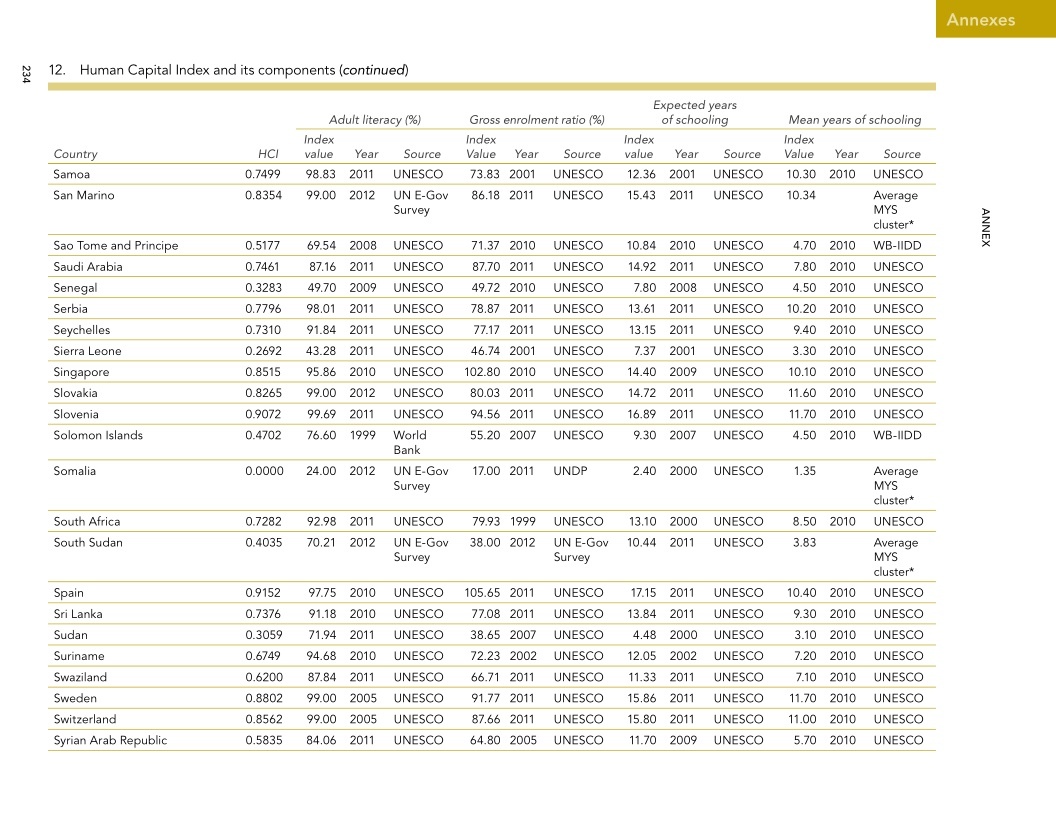 Annexes
234
12. Human Capital Index and its components (continued)
Expected years
Adult literacy (%) Gross enrolment ratio (%) of schooling Mean years of schooling
Index Index Index Index
Country HCI value Year Source Value Year Source value Year Source Value Year Source
Samoa 0.7499 98.83 2011 UNESCO 73.83 2001 UNESCO 12.36 2001 UNESCO 10.30 2010 UNESCO
San Marino 0.8354 99.00 2012 UN E-Gov 86.18 2011 UNESCO 15.43 2011 UNESCO 10.34 Average
Survey MYS
cluster*
Sao Tome and Principe 0.5177 69.54 2008 UNESCO 71.37 2010 UNESCO 10.84 2010 UNESCO 4.70 2010 WB-IIDD
Saudi Arabia 0.7461 87.16 2011 UNESCO 87.70 2011 UNESCO 14.92 2011 UNESCO 7.80 2010 UNESCO
Senegal 0.3283 49.70 2009 UNESCO 49.72 2010 UNESCO 7.80 2008 UNESCO 4.50 2010 UNESCO
Serbia 0.7796 98.01 2011 UNESCO 78.87 2011 UNESCO 13.61 2011 UNESCO 10.20 2010 UNESCO
Seychelles 0.7310 91.84 2011 UNESCO 77.17 2011 UNESCO 13.15 2011 UNESCO 9.40 2010 UNESCO
Sierra Leone 0.2692 43.28 2011 UNESCO 46.74 2001 UNESCO 7.37 2001 UNESCO 3.30 2010 UNESCO
Singapore 0.8515 95.86 2010 UNESCO 102.80 2010 UNESCO 14.40 2009 UNESCO 10.10 2010 UNESCO
Slovakia 0.8265 99.00 2012 UNESCO 80.03 2011 UNESCO 14.72 2011 UNESCO 11.60 2010 UNESCO
Slovenia 0.9072 99.69 2011 UNESCO 94.56 2011 UNESCO 16.89 2011 UNESCO 11.70 2010 UNESCO
Solomon Islands 0.4702 76.60 1999 World 55.20 2007 UNESCO 9.30 2007 UNESCO 4.50 2010 WB-IIDD
Bank
Somalia 0.0000 24.00 2012 UN E-Gov 17.00 2011 UNDP 2.40 2000 UNESCO 1.35 Average
Survey MYS
cluster*
South Africa 0.7282 92.98 2011 UNESCO 79.93 1999 UNESCO 13.10 2000 UNESCO 8.50 2010 UNESCO
South Sudan 0.4035 70.21 2012 UN E-Gov 38.00 2012 UN E-Gov 10.44 2011 UNESCO 3.83 Average
Survey Survey MYS
cluster*
Spain 0.9152 97.75 2010 UNESCO 105.65 2011 UNESCO 17.15 2011 UNESCO 10.40 2010 UNESCO
Sri Lanka 0.7376 91.18 2010 UNESCO 77.08 2011 UNESCO 13.84 2011 UNESCO 9.30 2010 UNESCO
Sudan 0.3059 71.94 2011 UNESCO 38.65 2007 UNESCO 4.48 2000 UNESCO 3.10 2010 UNESCO
Suriname 0.6749 94.68 2010 UNESCO 72.23 2002 UNESCO 12.05 2002 UNESCO 7.20 2010 UNESCO
Swaziland 0.6200 87.84 2011 UNESCO 66.71 2011 UNESCO 11.33 2011 UNESCO 7.10 2010 UNESCO
Sweden 0.8802 99.00 2005 UNESCO 91.77 2011 UNESCO 15.86 2011 UNESCO 11.70 2010 UNESCO
Switzerland 0.8562 99.00 2005 UNESCO 87.66 2011 UNESCO 15.80 2011 UNESCO 11.00 2010 UNESCO
Syrian Arab Republic 0.5835 84.06 2011 UNESCO 64.80 2005 UNESCO 11.70 2009 UNESCO 5.70 2010 UNESCO
ANNEX